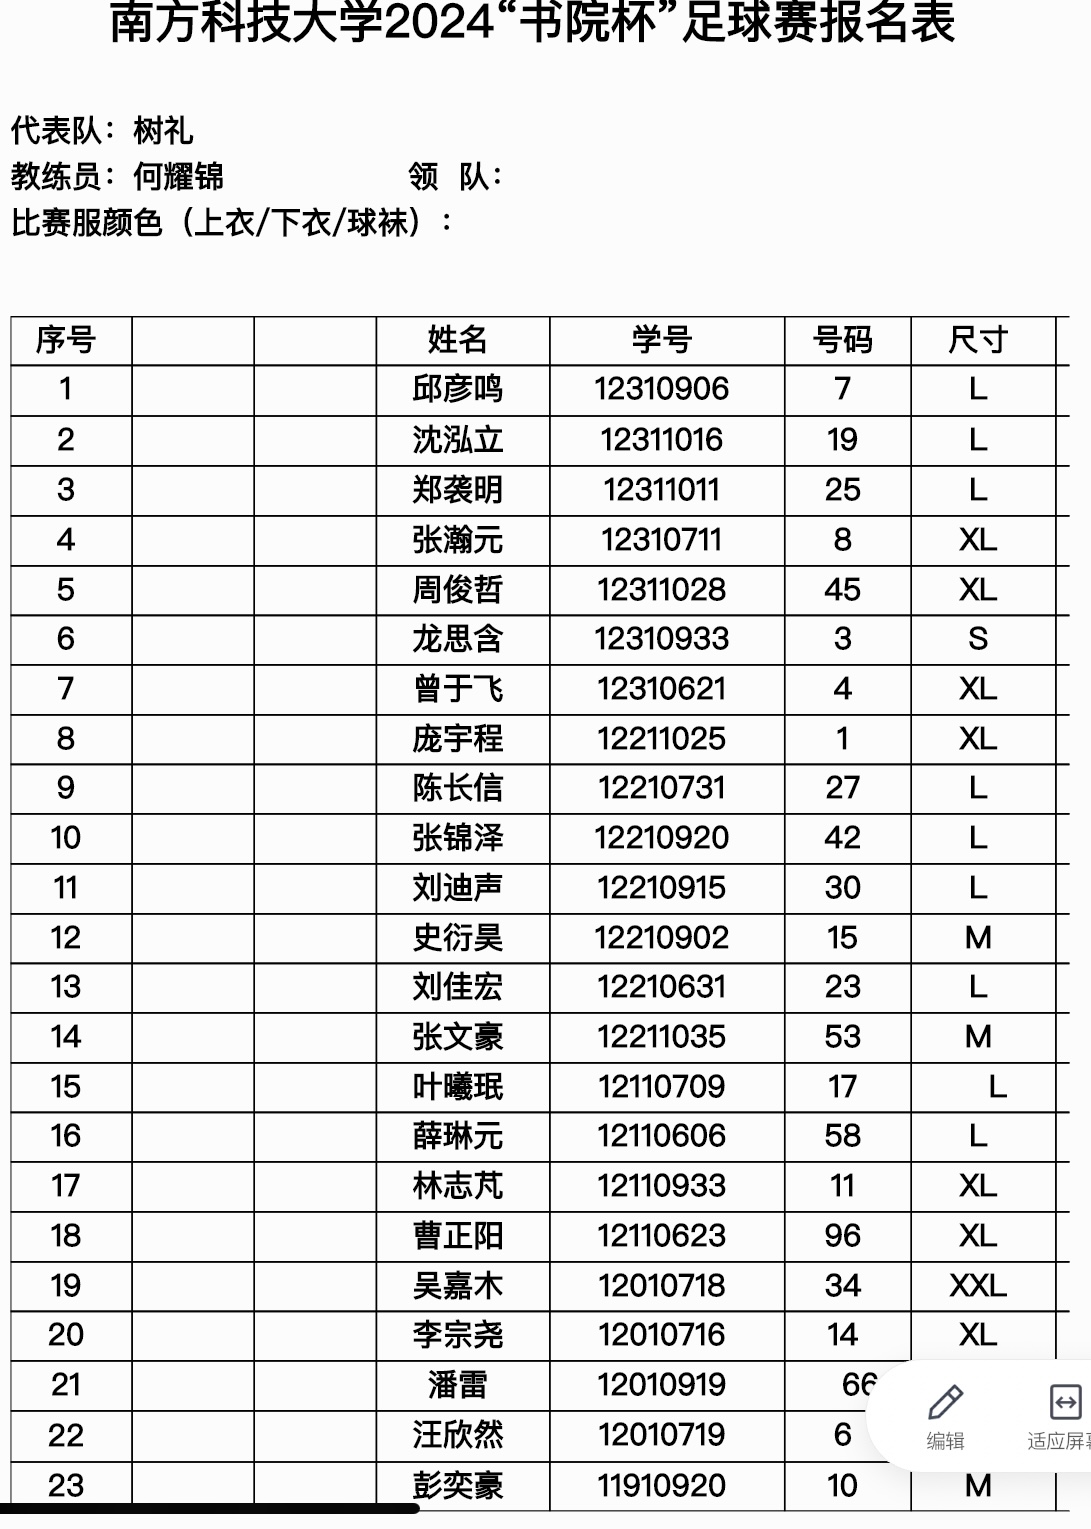 南方科技大学2024“书院杯”足球赛报名表
代表队：树礼
教练员：何耀锦 领 队：
比赛服颜色（上衣/下衣/球袜）：
序号 姓名 学号 号码 尺寸
1 邱彦鸣 12310906 7 L
2 沈泓立 12311016 19 L
3 郑袭明 12311011 25 L
4 张瀚元 12310711 8 XL
5 周俊哲 12311028 45 XL
6 龙思含 12310933 3 S
7 曾于飞 12310621 4 XL
8 庞宇程 12211025 1 XL
9 陈长信 12210731 27 L
10 张锦泽 12210920 42 L
11 刘迪声 12210915 30 L
12 史衍昊 12210902 15 M
13 刘佳宏 12210631 23 L
14 张文豪 12211035 53 M
15 叶曦珉 12110709 17 L
16 薛琳元 12110606 58 L
17 林志芃 12110933 11 XL
18 曹正阳 12110623 96 XL
19 吴嘉木 12010718 34 XXL
20 李宗尧 12010716 14 XL
21 潘雷 12010919 66
22 汪欣然 12010719 6
23 彭奕豪 11910920 10 M
编辑 适应屏幕